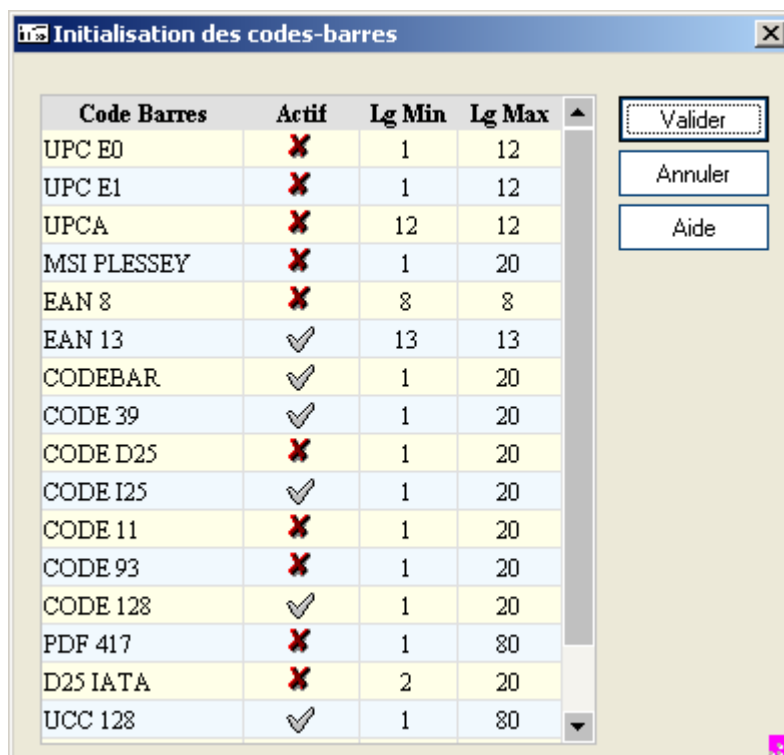 Initialisation des codes-barres
Code Barres Actif Lg Min Lg Max
UPC E0 1 12
UPC E1 1 12
UPCA 12 12
MSI PLESSEY 1 20
EAN 8 8 8
EAN 13 13 13
CODEBAR 1 20
CODE 39 1 20
CODE D25 1 20
CODE I25 1 20
CODE 11 1 20
CODE 93 1 20
CODE 128 1 20
PDF 417 1 80
D25 IATA 2 20
UCC 128 1 80
Valider
Annuler
Aide